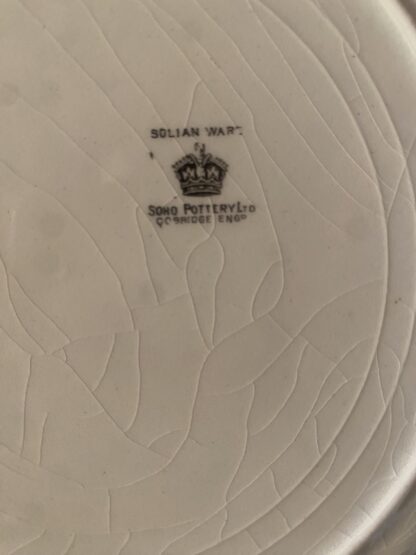 SOLIAN WARE
SOHO POTTERY LTD
COBRIDGE ENGD